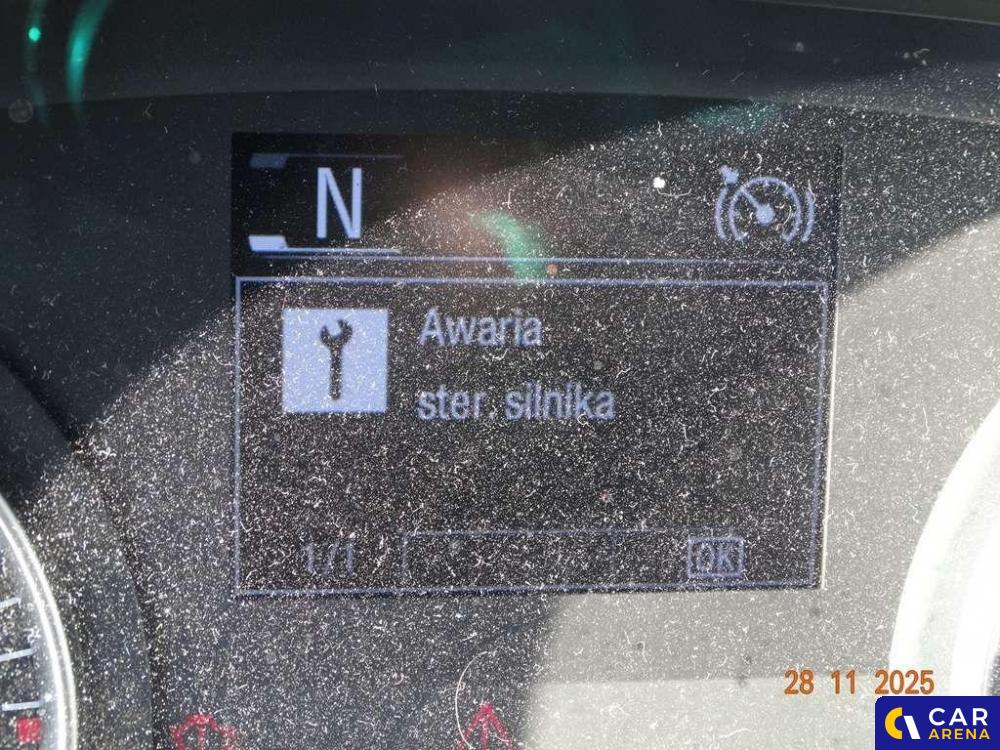 N
Awaria
ster. silnika
1/1
OK
28 11 2025
CAR
ARENA